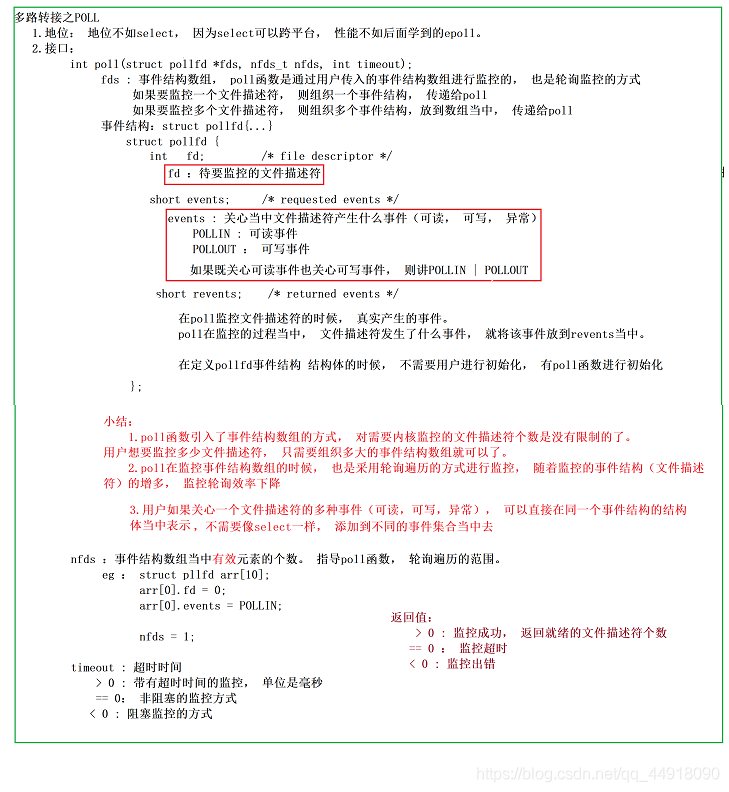 多路转接之POLL
1.地位： 地位不如select， 因为select可以跨平台， 性能不如后面学到的epoll。
2.接口：
int poll(struct pollfd *fds, nfds_t nfds, int timeout);
fds : 事件结构数组， poll函数是通过用户传入的事件结构数组进行监控的， 也是轮询监控的方式
如果要监控一个文件描述符， 则组织一个事件结构， 传递给poll
如果要监控多个文件描述符， 则组织多个事件结构，放到数组当中， 传递给poll
事件结构：struct pollfd{...}
struct pollfd {
int fd; /* file descriptor */
fd ：待要监控的文件描述符
short events; /* requested events */
events : 关心当中文件描述符产生什么事件（可读， 可写， 异常）
POLLIN : 可读事件
POLLOUT ： 可写事件
如果既关心可读事件也关心可写事件， 则讲POLLIN | POLLOUT
short revents; /* returned events */
在poll监控文件描述符的时候， 真实产生的事件。
poll在监控的过程当中， 文件描述符发生了什么事件， 就将该事件放到revents当中。
在定义pollfd事件结构 结构体的时候， 不需要用户进行初始化， 有poll函数进行初始化
};
小结：
1.poll函数引入了事件结构数组的方式， 对需要内核监控的文件描述符个数是没有限制的了。
用户想要监控多少文件描述符， 只需要组织多大的事件结构数组就可以了。
2.poll在监控事件结构数组的时候， 也是采用轮询遍历的方式进行监控， 随着监控的事件结构（文件描述
符）的增多， 监控轮询效率下降
3.用户如果关心一个文件描述符的多种事件（可读，可写，异常）， 可以直接在同一个事件结构的结构
体当中表示，不需要像select一样， 添加到不同的事件集合当中去
nfds ：事件结构数组当中有效元素的个数。 指导poll函数， 轮询遍历的范围。
eg ： struct pllfd arr[10];
arr[0].fd = 0;
arr[0].events = POLLIN;
nfds = 1;
返回值：
> 0 : 监控成功， 返回就绪的文件描述符个数
== 0 ： 监控超时
< 0 : 监控出错
timeout : 超时时间
> 0 : 带有超时时间的监控， 单位是毫秒
== 0： 非阻塞的监控方式
< 0 : 阻塞监控的方式
https://blog.csdn.net/qq_44918090